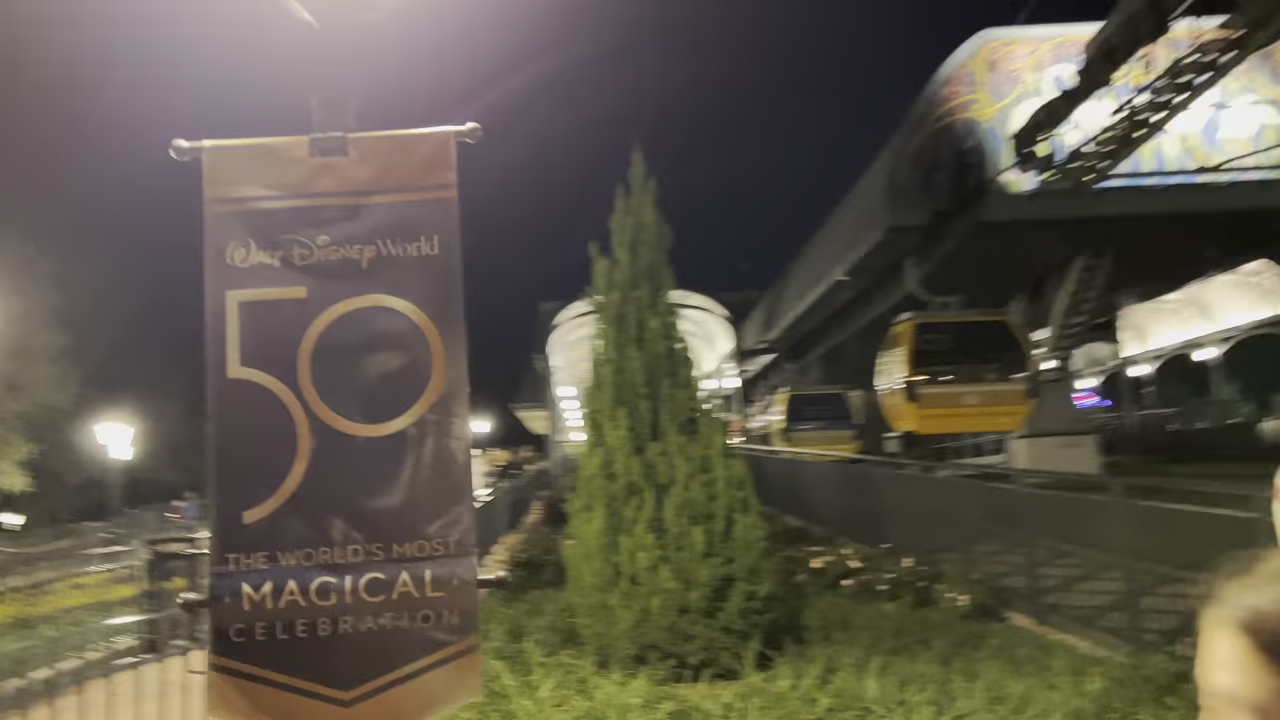 WALT DISNEY World
50
THE WORLD'S MOST
MAGICAL
CELEBRATION